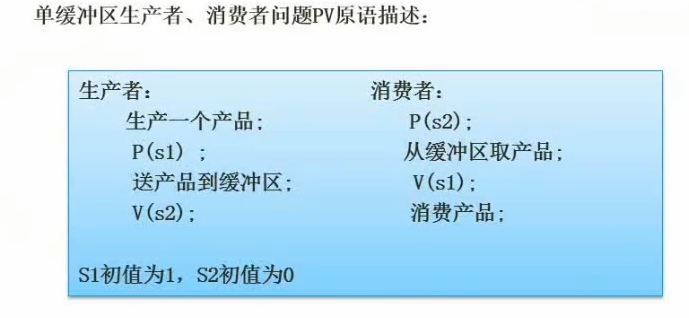 单缓冲区生产者、消费者问题PV原语描述：
生产者： 消费者：
生产一个产品; P(s2);
P(s1) ; 从缓冲区取产品;
送产品到缓冲区; V(s1);
V(s2); 消费产品;
S1初值为1，S2初值为0